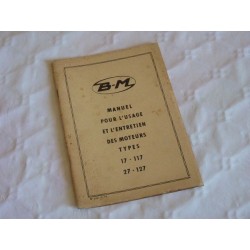 B-M
MANUEL
POUR L'USAGE
ET L'ENTRETIEN
DES MOTEURS
TYPES
17 - 117
27 - 127